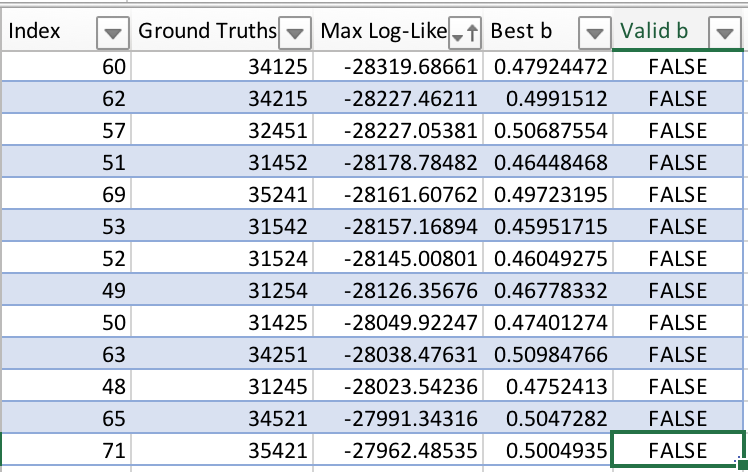 Index Ground Truths Max Log-Like Best b Valid b
60 34125 -28319.68661 0.47924472 FALSE
62 34215 -28227.46211 0.4991512 FALSE
57 32451 -28227.05381 0.50687554 FALSE
51 31452 -28178.78482 0.46448468 FALSE
69 35241 -28161.60762 0.49723195 FALSE
53 31542 -28157.16894 0.45951715 FALSE
52 31524 -28145.00801 0.46049275 FALSE
49 31254 -28126.35676 0.46778332 FALSE
50 31425 -28049.92247 0.47401274 FALSE
63 34251 -28038.47631 0.50984766 FALSE
48 31245 -28023.54236 0.4752413 FALSE
65 34521 -27991.34316 0.5047282 FALSE
71 35421 -27962.48535 0.5004935 FALSE